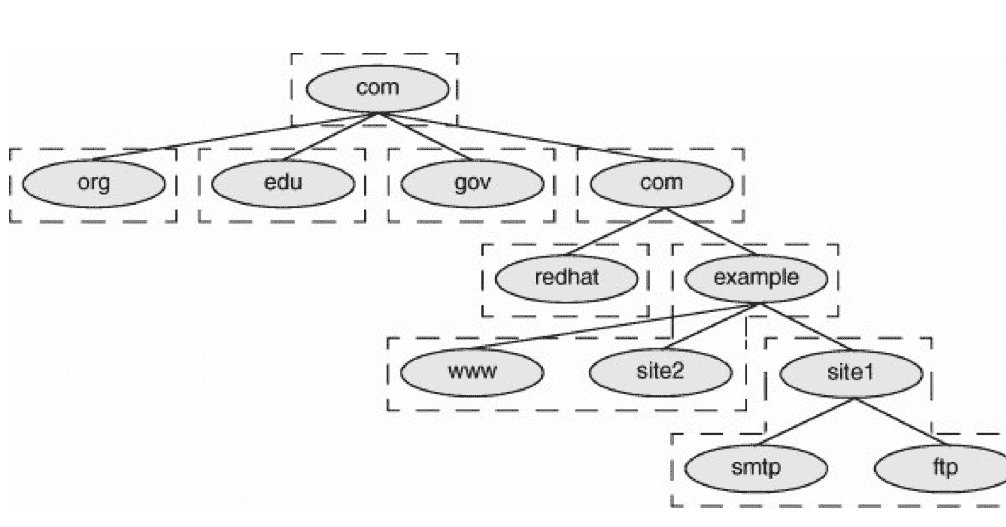 com
org edu gov com
redhat example
www site2 site1
smtp ftp